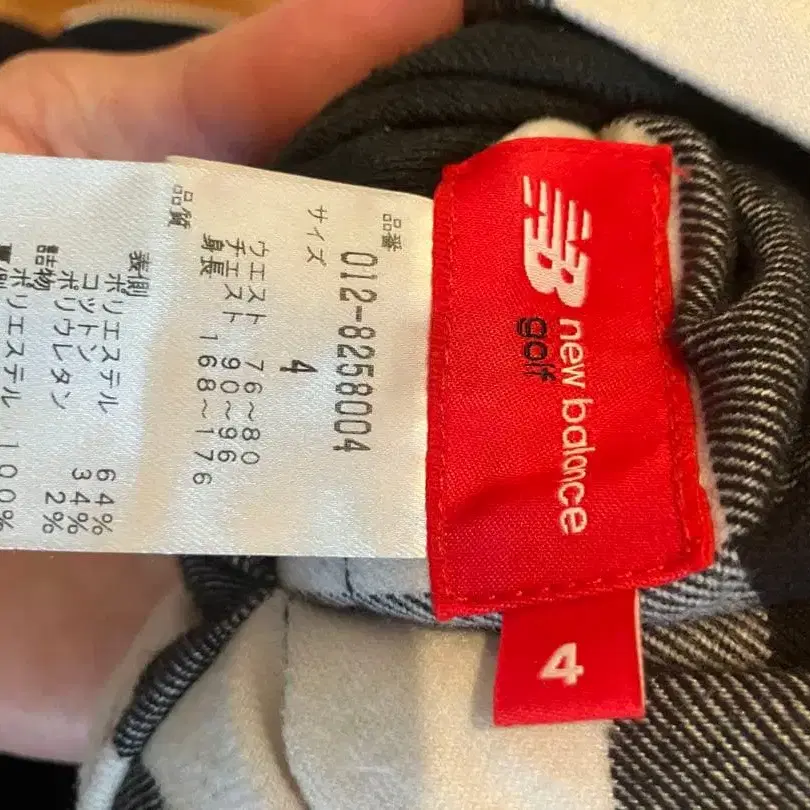 new balance
golf
4
品番
012-8258004
サイズ 4
ウエスト 76～80
チェスト 90～96
身長 168～176
品質
表側
ポリエステル 64%
コットン 34%
ポリウレタン 2%
詰物
ポリエステル 100%